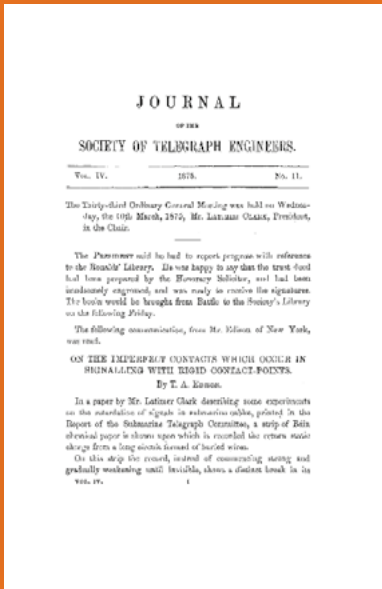 JOURNAL
OF THE
SOCIETY OF TELEGRAPH ENGINEERS.
VOL. IV. 1875. No. 11.
The Thirty-third Ordinary General Meeting was held on Wednes-
day, the 10th March, 1875, Mr. LATIMER CLARK, President,
in the Chair.
The PRESIDENT said he had to report progress with reference
to the Ronalds' Library. He was happy to say that the trust deed
had been prepared by the Honorary Solicitor, and had been
handsomely engrossed, and was ready to receive the signatures.
The books would be brought from Battle to the Society's Library
on the following Friday.
The following communication, from Mr. Edison of New York,
was read.
ON THE IMPERFECT CONTACTS WHICH OCCUR IN
SIGNALLING WITH RIGID CONTACT-POINTS.
By T. A. EDISON.
In a paper by Mr. Latimer Clark describing some experiments
on the retardation of signals in submarine cables, printed in the
Report of the Submarine Telegraph Committee, a strip of Bain
chemical paper is shown upon which is recorded the return static
charge from a long circuit formed of buried wires.
On this strip the record, instead of commencing strong and
gradually weakening until invisible, shows a distinct break in its
VOL. IV. I